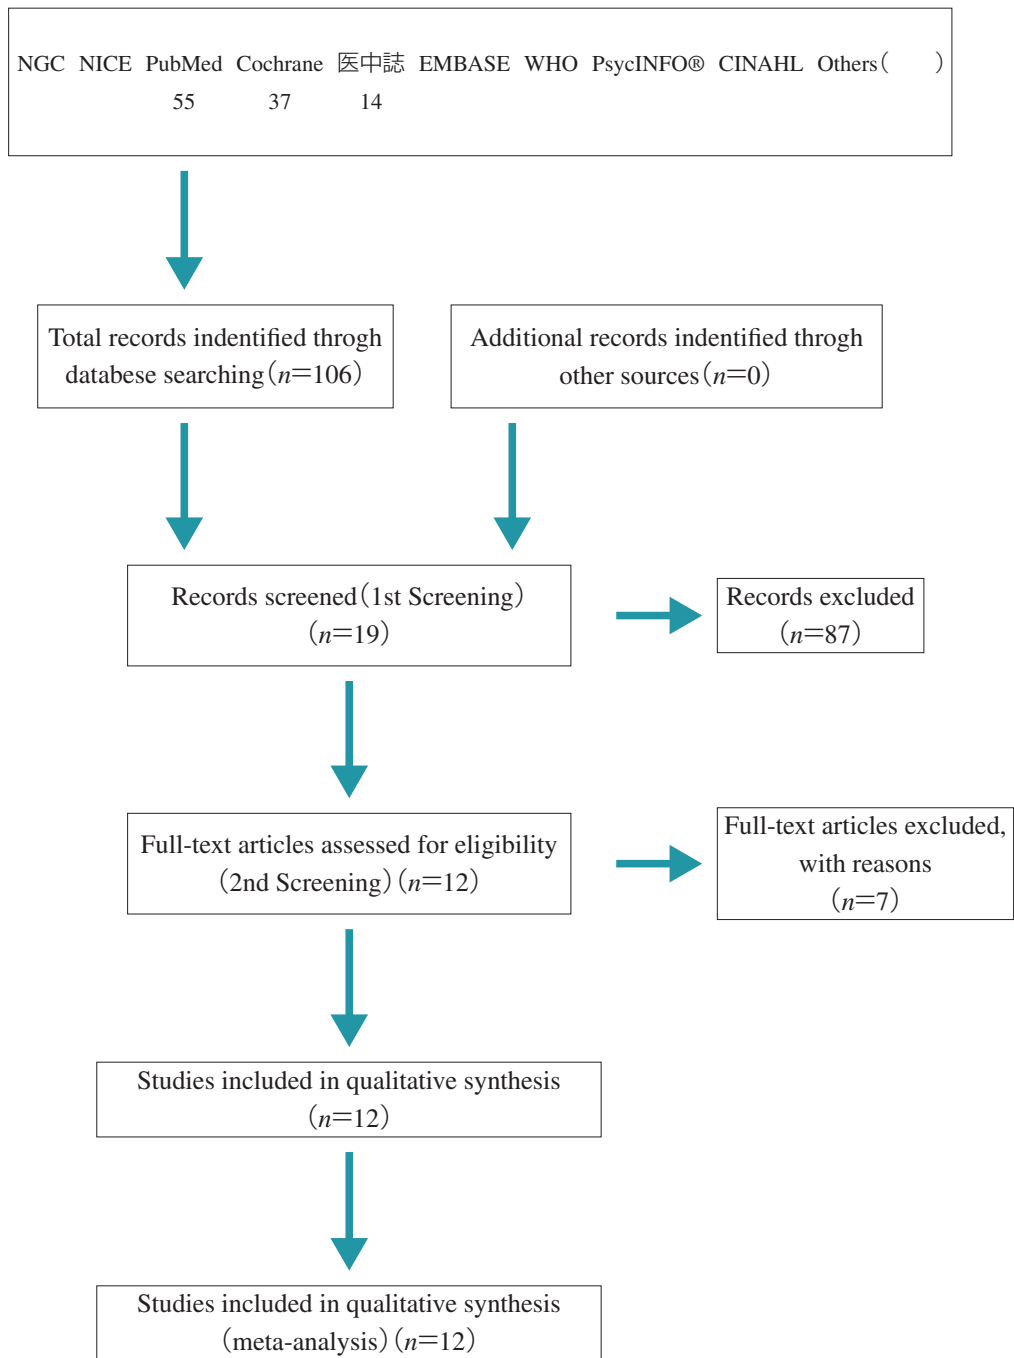 NGC NICE PubMed Cochrane 医中誌 EMBASE WHO PsycINFO® CINAHL Others(　　)
55 37 14
Total records indentified throgh
databese searching(n=106)
Additional records indentified throgh
other sources(n=0)
Records screened(1st Screening)
(n=19)
Records excluded
(n=87)
Full-text articles assessed for eligibility
(2nd Screening)(n=12)
Full-text articles excluded,
with reasons
(n=7)
Studies included in qualitative synthesis
(n=12)
Studies included in qualitative synthesis
(meta-analysis)(n=12)